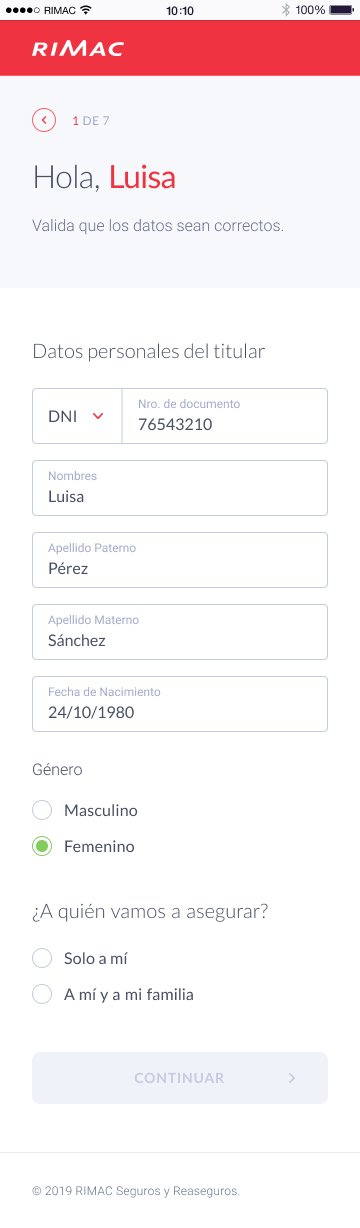 RIMAC 10:10 100%
RIMAC
1 DE 7
Hola, Luisa
Valida que los datos sean correctos.
Datos personales del titular
DNI
Nro. de documento
76543210
Nombres
Luisa
Apellido Paterno
Pérez
Apellido Materno
Sánchez
Fecha de Nacimiento
24/10/1980
Género
Masculino
Femenino
¿A quién vamos a asegurar?
Solo a mí
A mí y a mi familia
CONTINUAR
© 2019 RIMAC Seguros y Reaseguros.